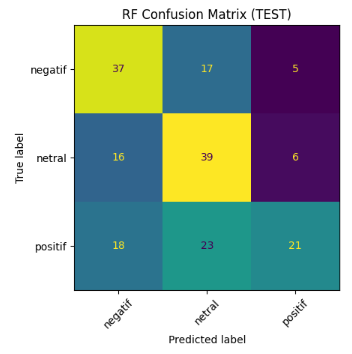 RF Confusion Matrix (TEST)
negatif 37 17 5
netral 16 39 6
positif 18 23 21
True label
negatif netral positif
Predicted label